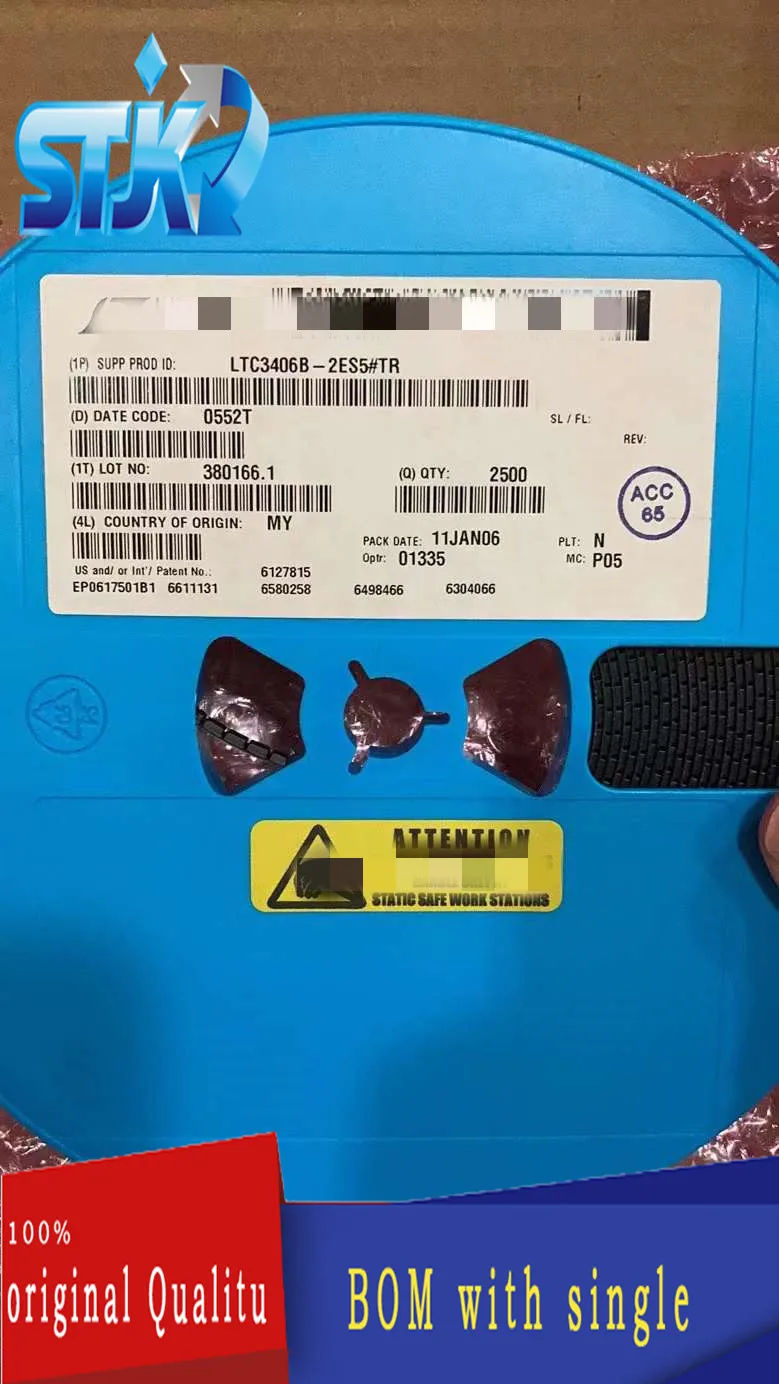 STK
(1P) SUPP PROD ID: LTC3406B-2ES5#TR
(D) DATE CODE: 0552T
SL / FL:
REV:
(1T) LOT NO: 380166.1
(Q) QTY: 2500
ACC
65
(4L) COUNTRY OF ORIGIN: MY
PACK DATE: 11JAN06
PLT: N
Optr: 01335
MC: P05
US and/ or Int'/ Patent No.: 6127815
EP0617501B1 6611131 6580258 6498466 6304066
PS
ATTENTION
STATIC SAFE WORK STATIONS
100%
original Qualitu
BOM with single